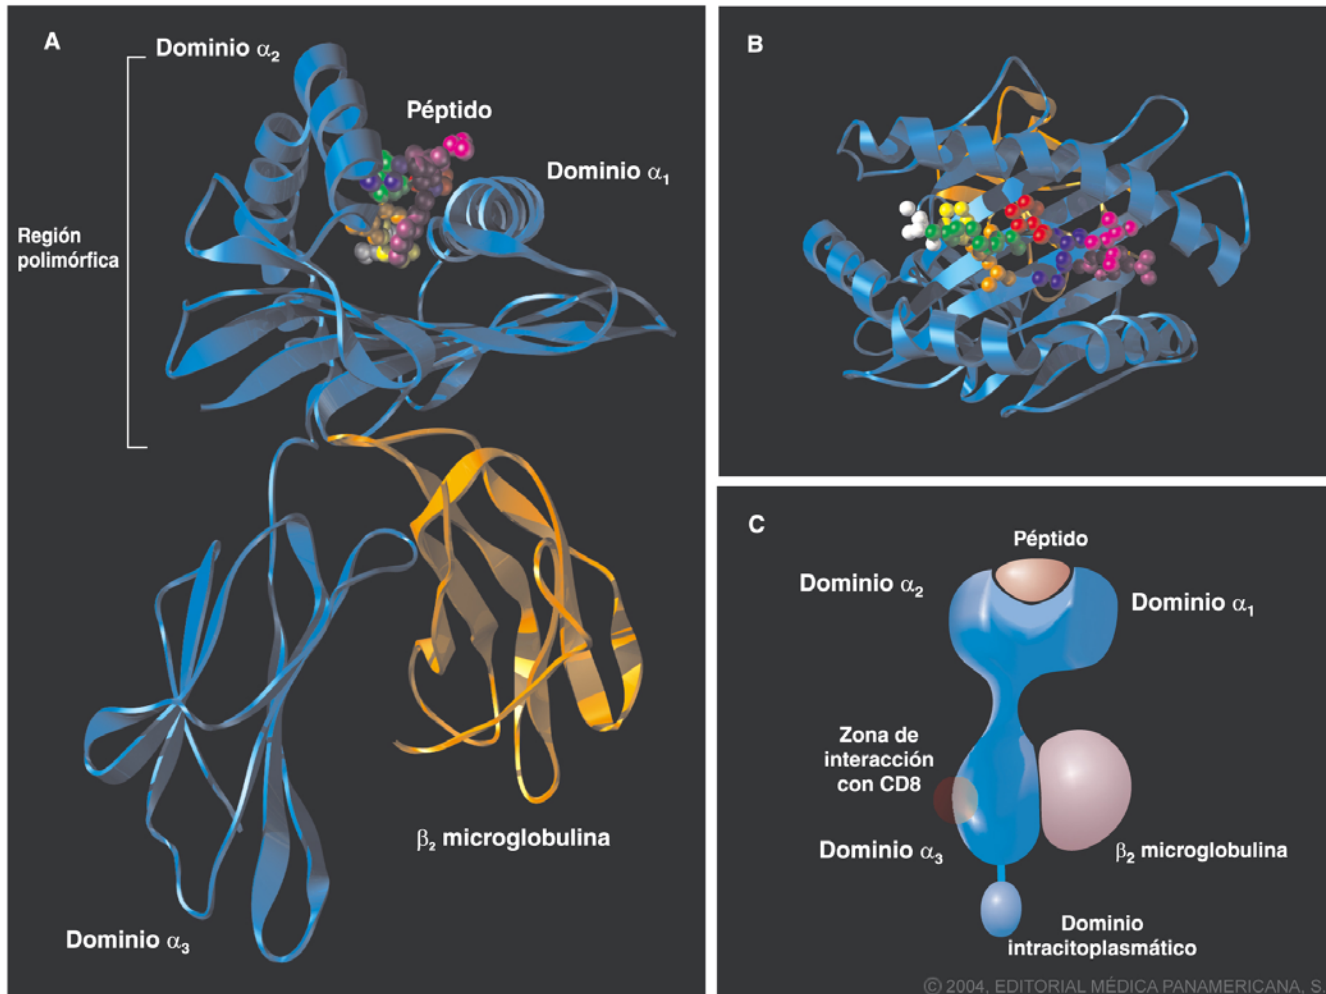 A
Dominio α₂
Péptido
Dominio α₁
Región
polimórfica
β₂ microglobulina
Dominio α₃
B
C
Péptido
Dominio α₂
Dominio α₁
Zona de
interacción
con CD8
Dominio α₃
β₂ microglobulina
Dominio
intracitoplasmático
© 2004, EDITORIAL MÉDICA PANAMERICANA, S.